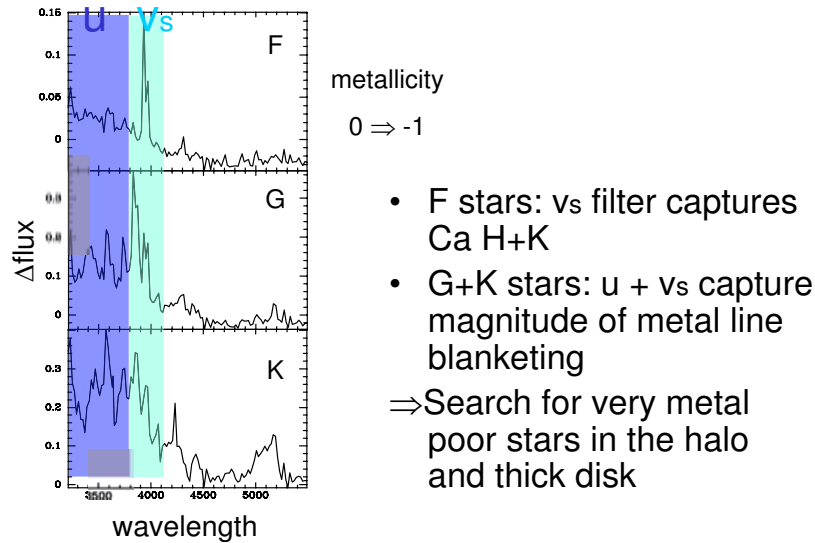 u vs
0.15
F
0.1
0.05
0
metallicity
0 ⇒ -1
G
0.1
0
Δflux
K
0.3
0.2
0.1
0
4000 4500 5000
wavelength
• F stars: vs filter captures
Ca H+K
• G+K stars: u + vs capture
magnitude of metal line
blanketing
⇒Search for very metal
poor stars in the halo
and thick disk